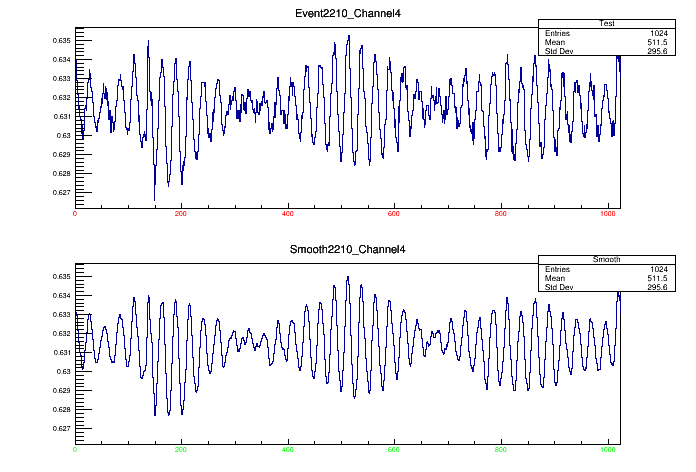 Event2210_Channel4
Test
Entries 1024
Mean 511.5
Std Dev 295.6
0.635
0.634
0.633
0.632
0.631
0.63
0.629
0.628
0.627
0 200 400 600 800 1000
Smooth2210_Channel4
Smooth
Entries 1024
Mean 511.5
Std Dev 295.6
0.635
0.634
0.633
0.632
0.631
0.63
0.629
0.628
0.627
0 200 400 600 800 1000